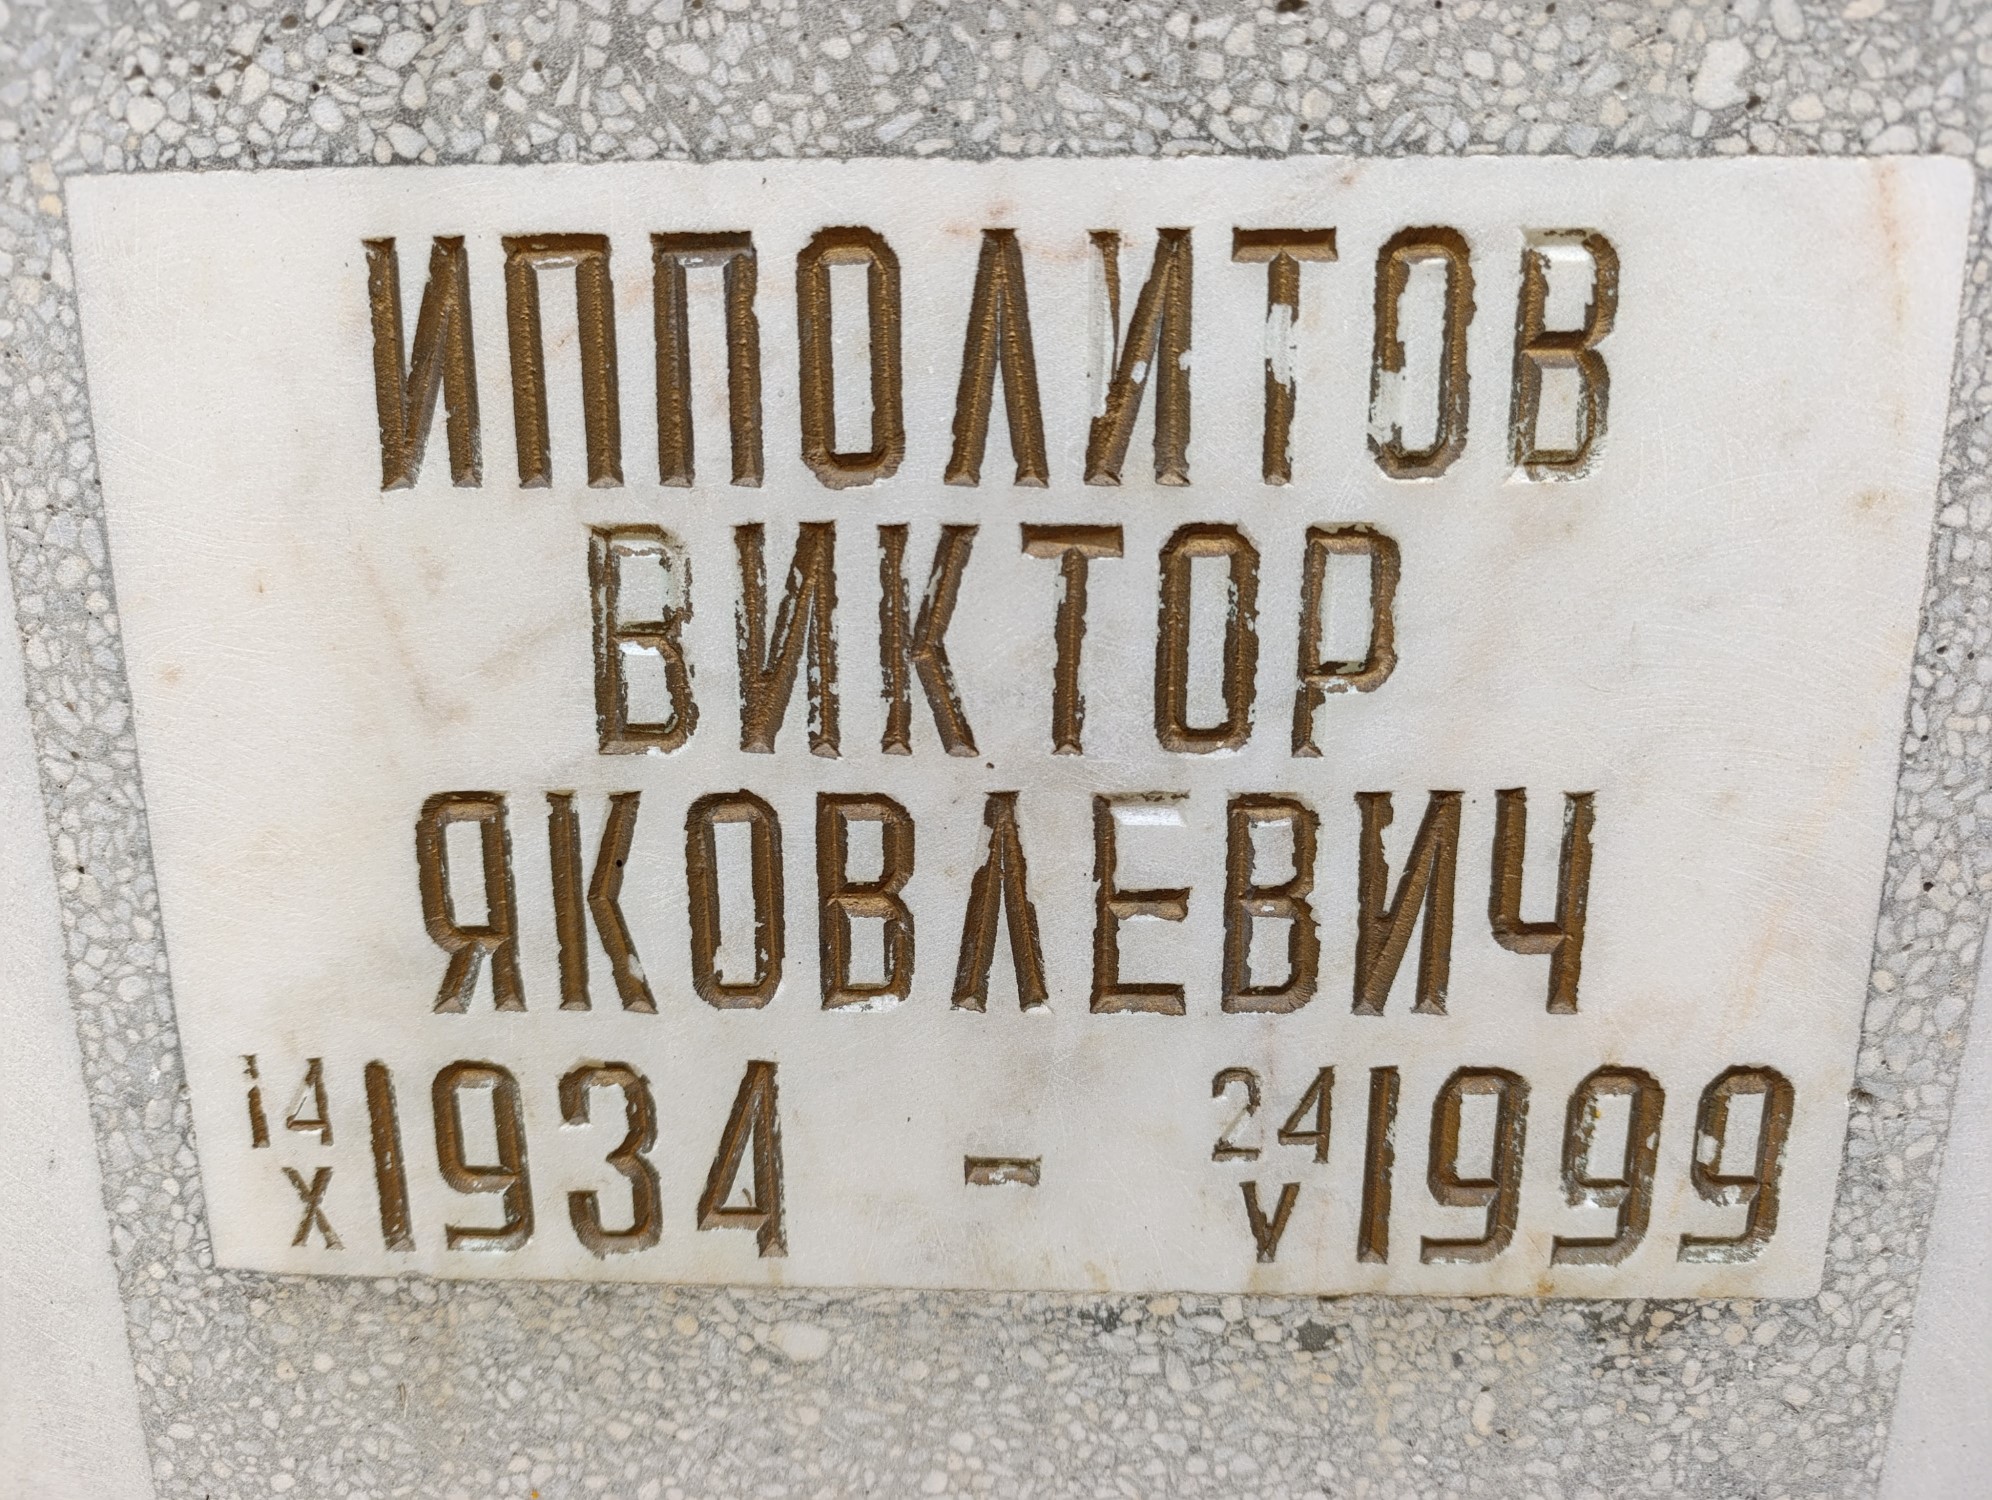 ИППОЛИТОВ
ВИКТОР
ЯКОВЛЕВИЧ
14/X 1934 - 24/V 1999